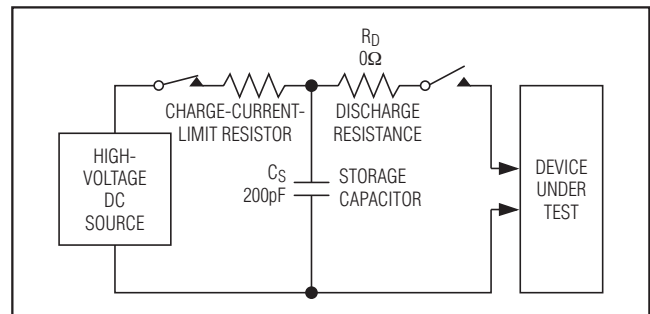 R_D
0Ω
CHARGE-CURRENT-
LIMIT RESISTOR
DISCHARGE
RESISTANCE
HIGH-
VOLTAGE
DC
SOURCE
C_S
200pF
STORAGE
CAPACITOR
DEVICE
UNDER
TEST